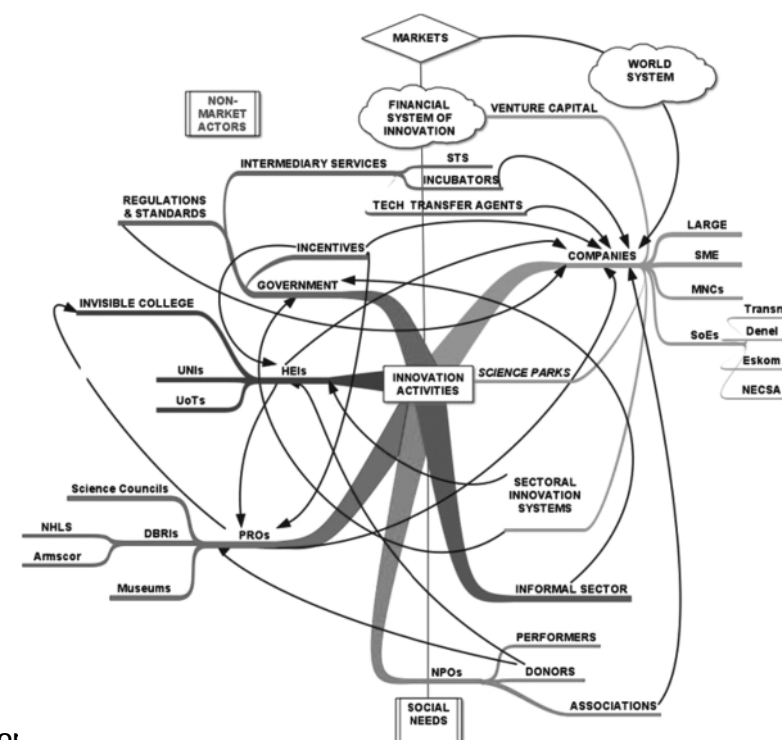 MARKETS
WORLD
SYSTEM
NON-
MARKET
ACTORS
FINANCIAL
SYSTEM OF
INNOVATION
VENTURE CAPITAL
INTERMEDIARY SERVICES
STS
INCUBATORS
REGULATIONS
& STANDARDS
TECH TRANSFER AGENTS
INCENTIVES
COMPANIES
LARGE
SME
MNCs
SoEs
Transn
Denel
Eskom
NECSA
GOVERNMENT
INVISIBLE COLLEGE
UNIs
UoTs
HEIs
INNOVATION
ACTIVITIES
SCIENCE PARKS
SECTORAL
INNOVATION
SYSTEMS
Science Councils
NHLS
DBRIs
PROs
Armscor
Museums
INFORMAL SECTOR
PERFORMERS
NPOs
DONORS
ASSOCIATIONS
SOCIAL
NEEDS